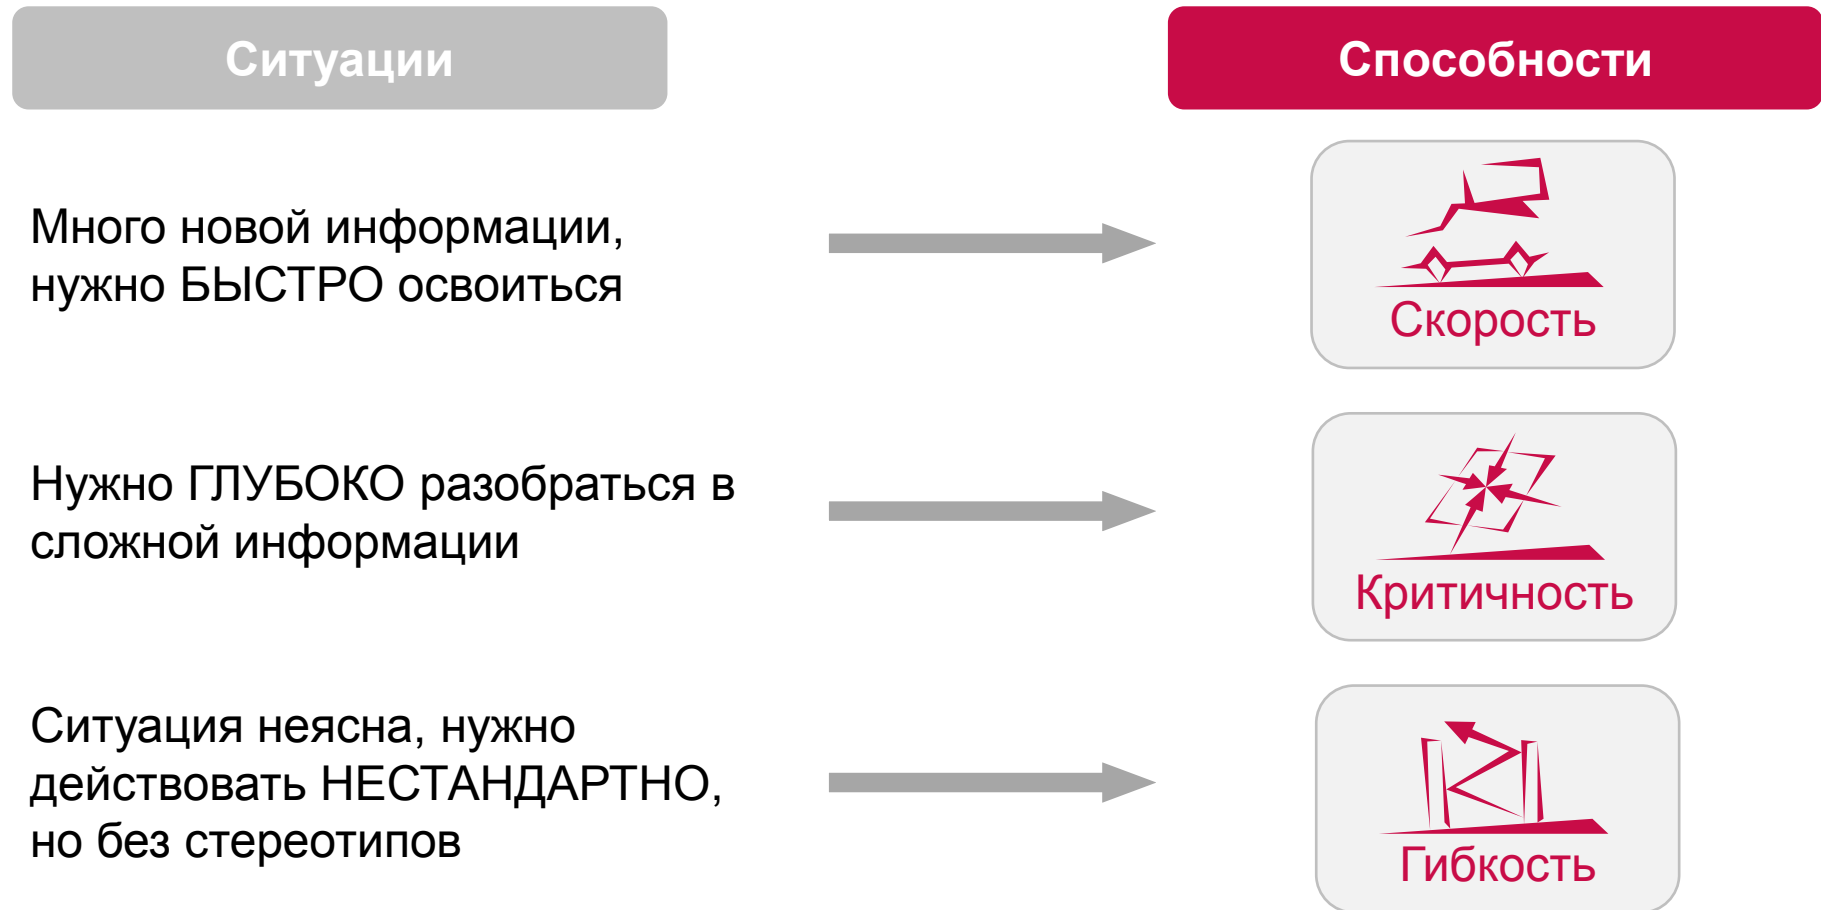 Ситуации
Способности
Много новой информации,
нужно БЫСТРО освоиться
Скорость
Нужно ГЛУБОКО разобраться в
сложной информации
Критичность
Ситуация неясна, нужно
действовать НЕСТАНДАРТНО,
но без стереотипов
Гибкость